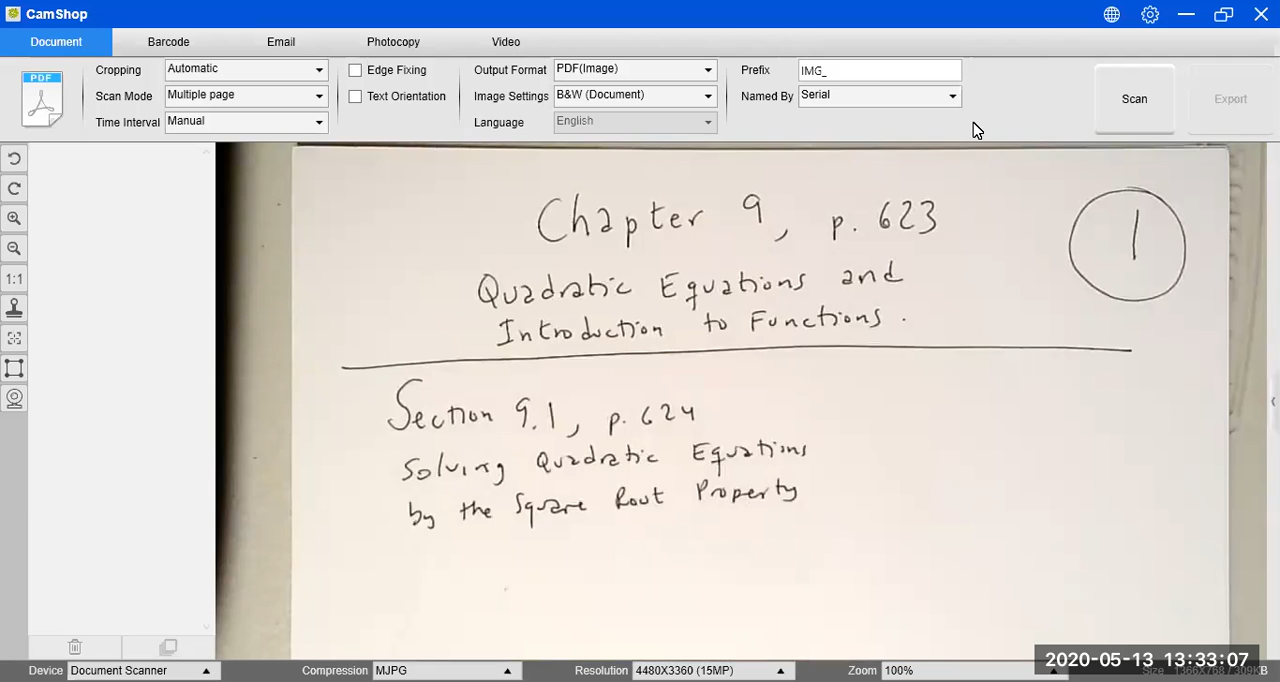 CamShop
Document Barcode Email Photocopy Video
PDF
Cropping Automatic Edge Fixing Output Format PDF(Image) Prefix IMG_
Scan Mode Multiple page Text Orientation Image Settings B&W (Document) Named By Serial Scan Export
Time Interval Manual Language English
1:1
Chapter 9, p. 623
1
Quadratic Equations and
Introduction to Functions.
Section 9.1, p. 624
Solving Quadratic Equations
by the Square Root Property
2020-05-13 13:33:07
Device Document Scanner Compression MJPG Resolution 4480X3360 (15MP) Zoom 100%